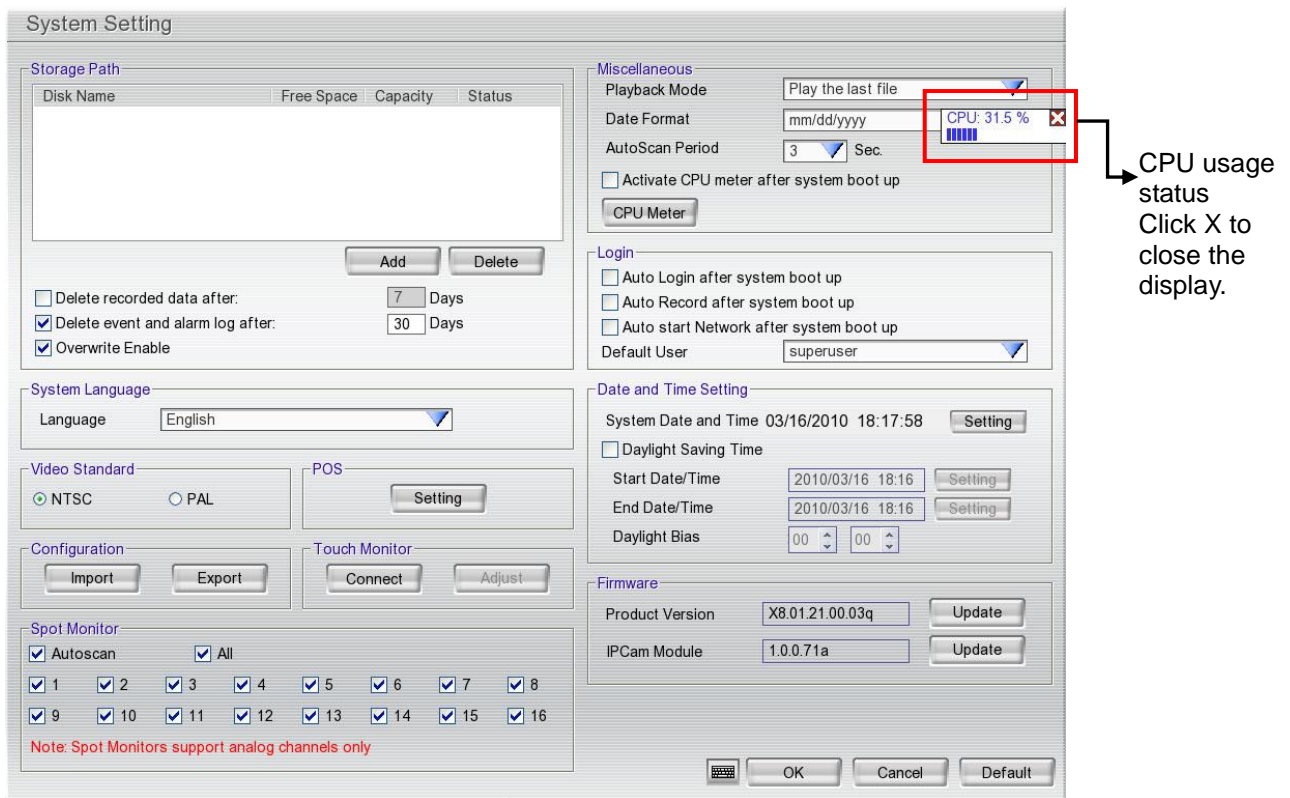 System Setting
Storage Path
Disk Name Free Space Capacity Status
Add Delete
Delete recorded data after: 7 Days
Delete event and alarm log after: 30 Days
Overwrite Enable
System Language
Language English
Video Standard
NTSC PAL
POS
Setting
Configuration
Import Export
Touch Monitor
Connect Adjust
Spot Monitor
Autoscan All
1 2 3 4 5 6 7 8
9 10 11 12 13 14 15 16
Note: Spot Monitors support analog channels only
Miscellaneous
Playback Mode Play the last file
Date Format mm/dd/yyyy
CPU: 31.5 %
AutoScan Period 3 Sec.
Activate CPU meter after system boot up
CPU Meter
Login
Auto Login after system boot up
Auto Record after system boot up
Auto start Network after system boot up
Default User superuser
Date and Time Setting
System Date and Time 03/16/2010 18:17:58 Setting
Daylight Saving Time
Start Date/Time 2010/03/16 18:16 Setting
End Date/Time 2010/03/16 18:16 Setting
Daylight Bias 00 00
Firmware
Product Version X8.01.21.00.03q Update
IPCam Module 1.0.0.71a Update
OK Cancel Default
CPU usage
status
Click X to
close the
display.